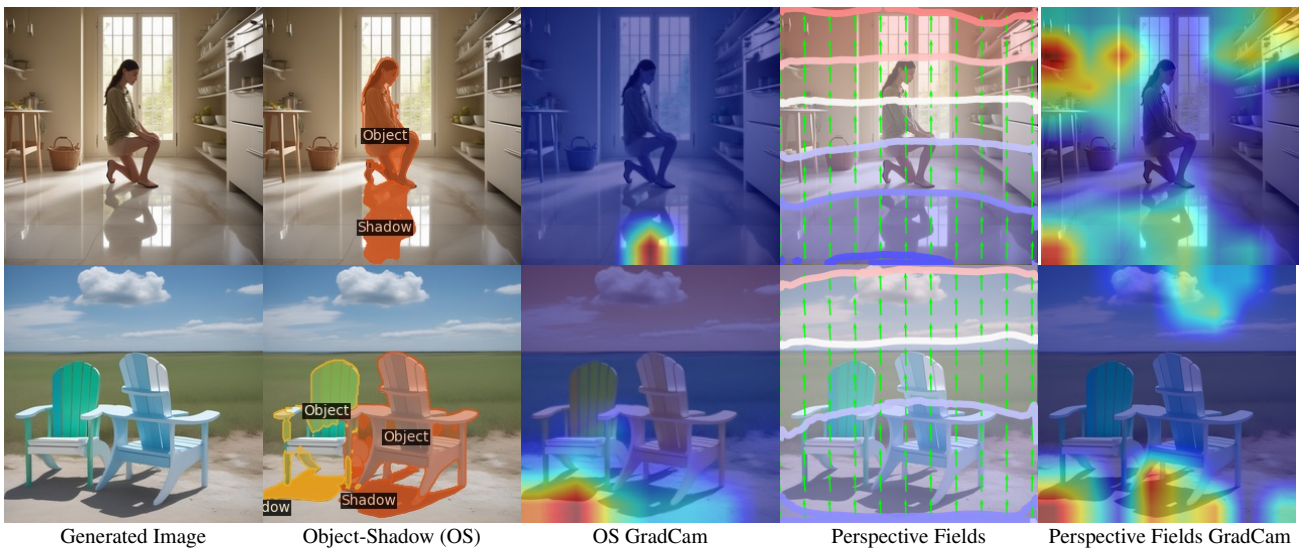 Object
Shadow
Object
Object
Shadow
dow
Generated Image
Object-Shadow (OS)
OS GradCam
Perspective Fields
Perspective Fields GradCam